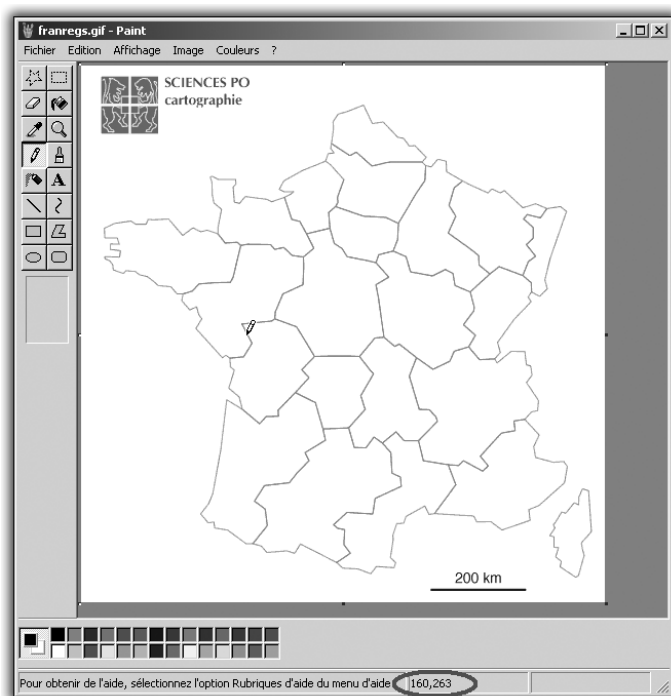 franregs.gif - Paint
Fichier Edition Affichage Image Couleurs ?
SCIENCES PO
cartographie
A
200 km
Pour obtenir de l'aide, sélectionnez l'option Rubriques d'aide du menu d'aide
160,263